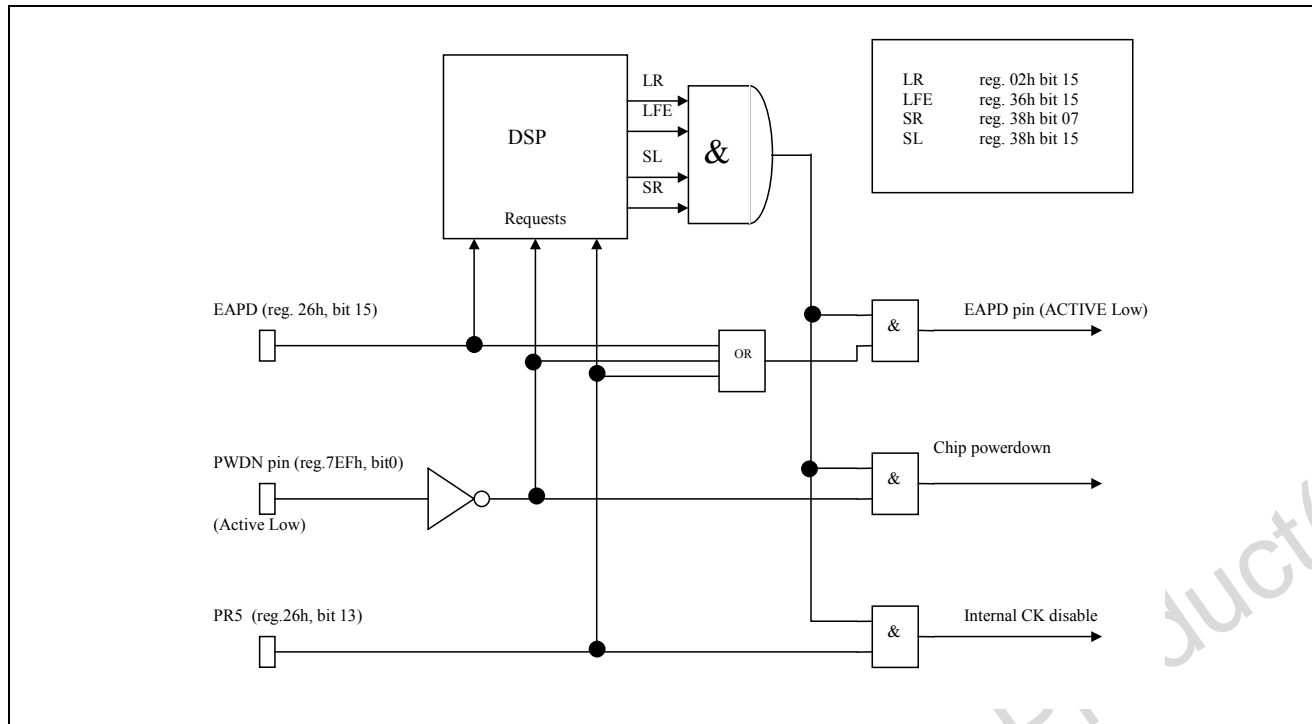 LR
LFE
SL
SR
DSP
Requests
&
LR reg. 02h bit 15
LFE reg. 36h bit 15
SR reg. 38h bit 07
SL reg. 38h bit 15
EAPD (reg. 26h, bit 15)
OR
&
EAPD pin (ACTIVE Low)
PWDN pin (reg.7EFh, bit0)
(Active Low)
&
Chip powerdown
PR5 (reg.26h, bit 13)
&
Internal CK disable